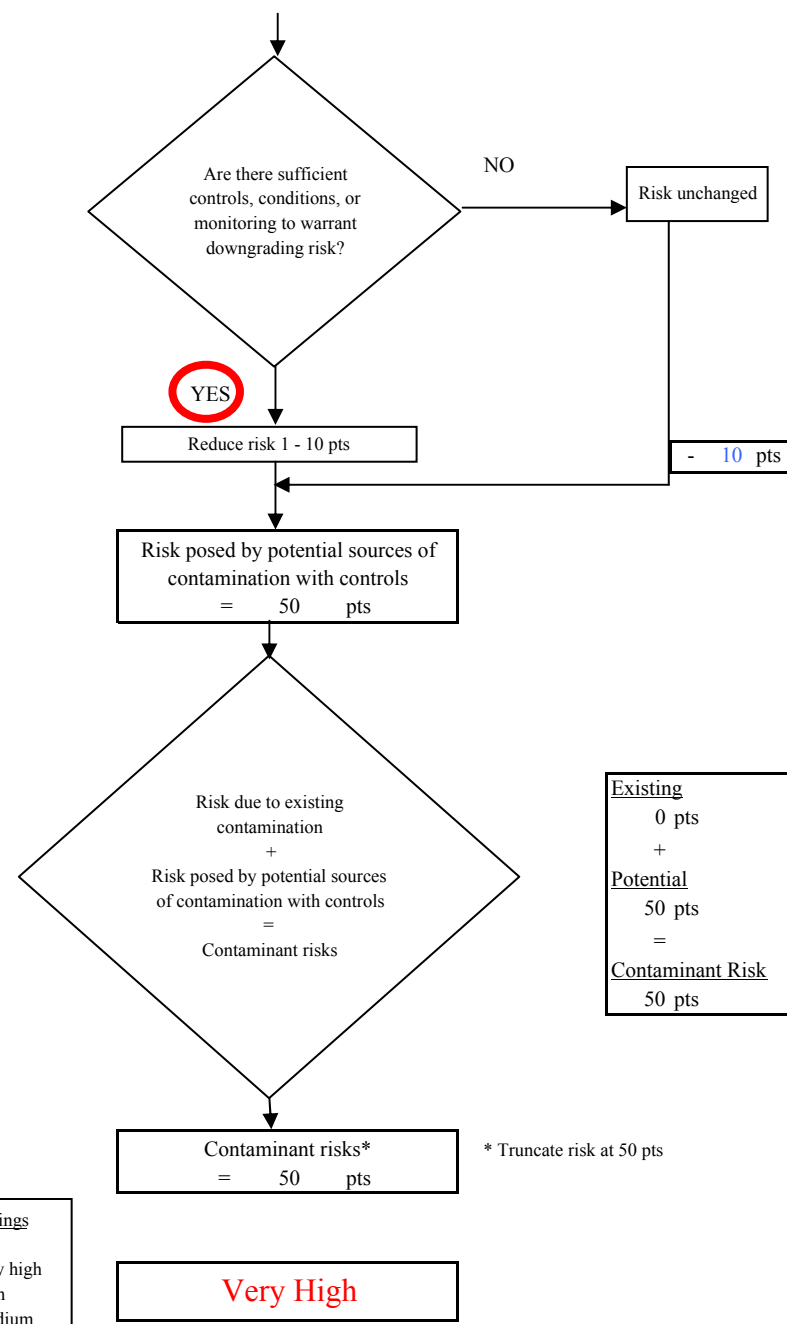 Are there sufficient
controls, conditions, or
monitoring to warrant
downgrading risk?
NO
Risk unchanged
YES
Reduce risk 1 - 10 pts
- 10 pts
Risk posed by potential sources of
contamination with controls
= 50 pts
Risk due to existing
contamination
+
Risk posed by potential sources
of contamination with controls
=
Contaminant risks
Existing
0 pts
+
Potential
50 pts
=
Contaminant Risk
50 pts
Contaminant risks*
= 50 pts
* Truncate risk at 50 pts
high
Very High